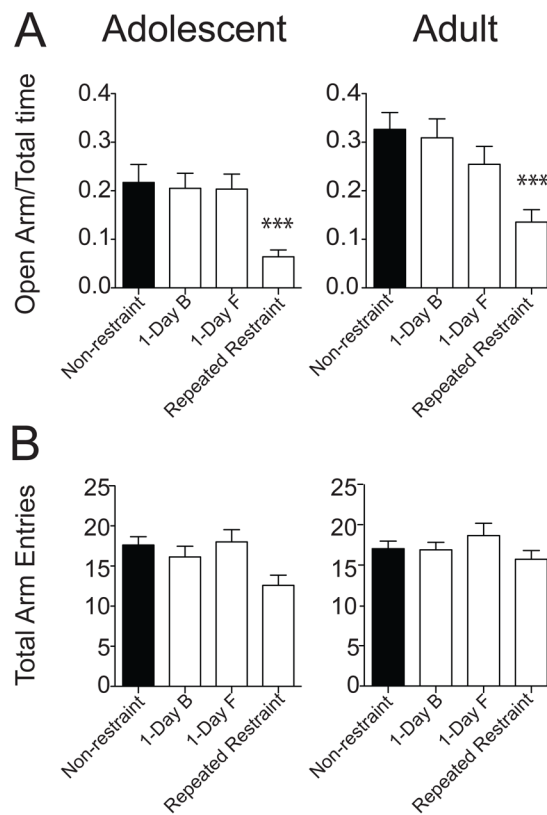 A
Adolescent
Adult
Open Arm/Total time
0.4
0.3
0.2
0.1
0.0
***
Non-restraint
1-Day B
1-Day F
Repeated Restraint
0.4
0.3
0.2
0.1
0.0
***
Non-restraint
1-Day B
1-Day F
Repeated Restraint
B
Total Arm Entries
25
20
15
10
5
0
Non-restraint
1-Day B
1-Day F
Repeated Restraint
25
20
15
10
5
0
Non-restraint
1-Day B
1-Day F
Repeated Restraint